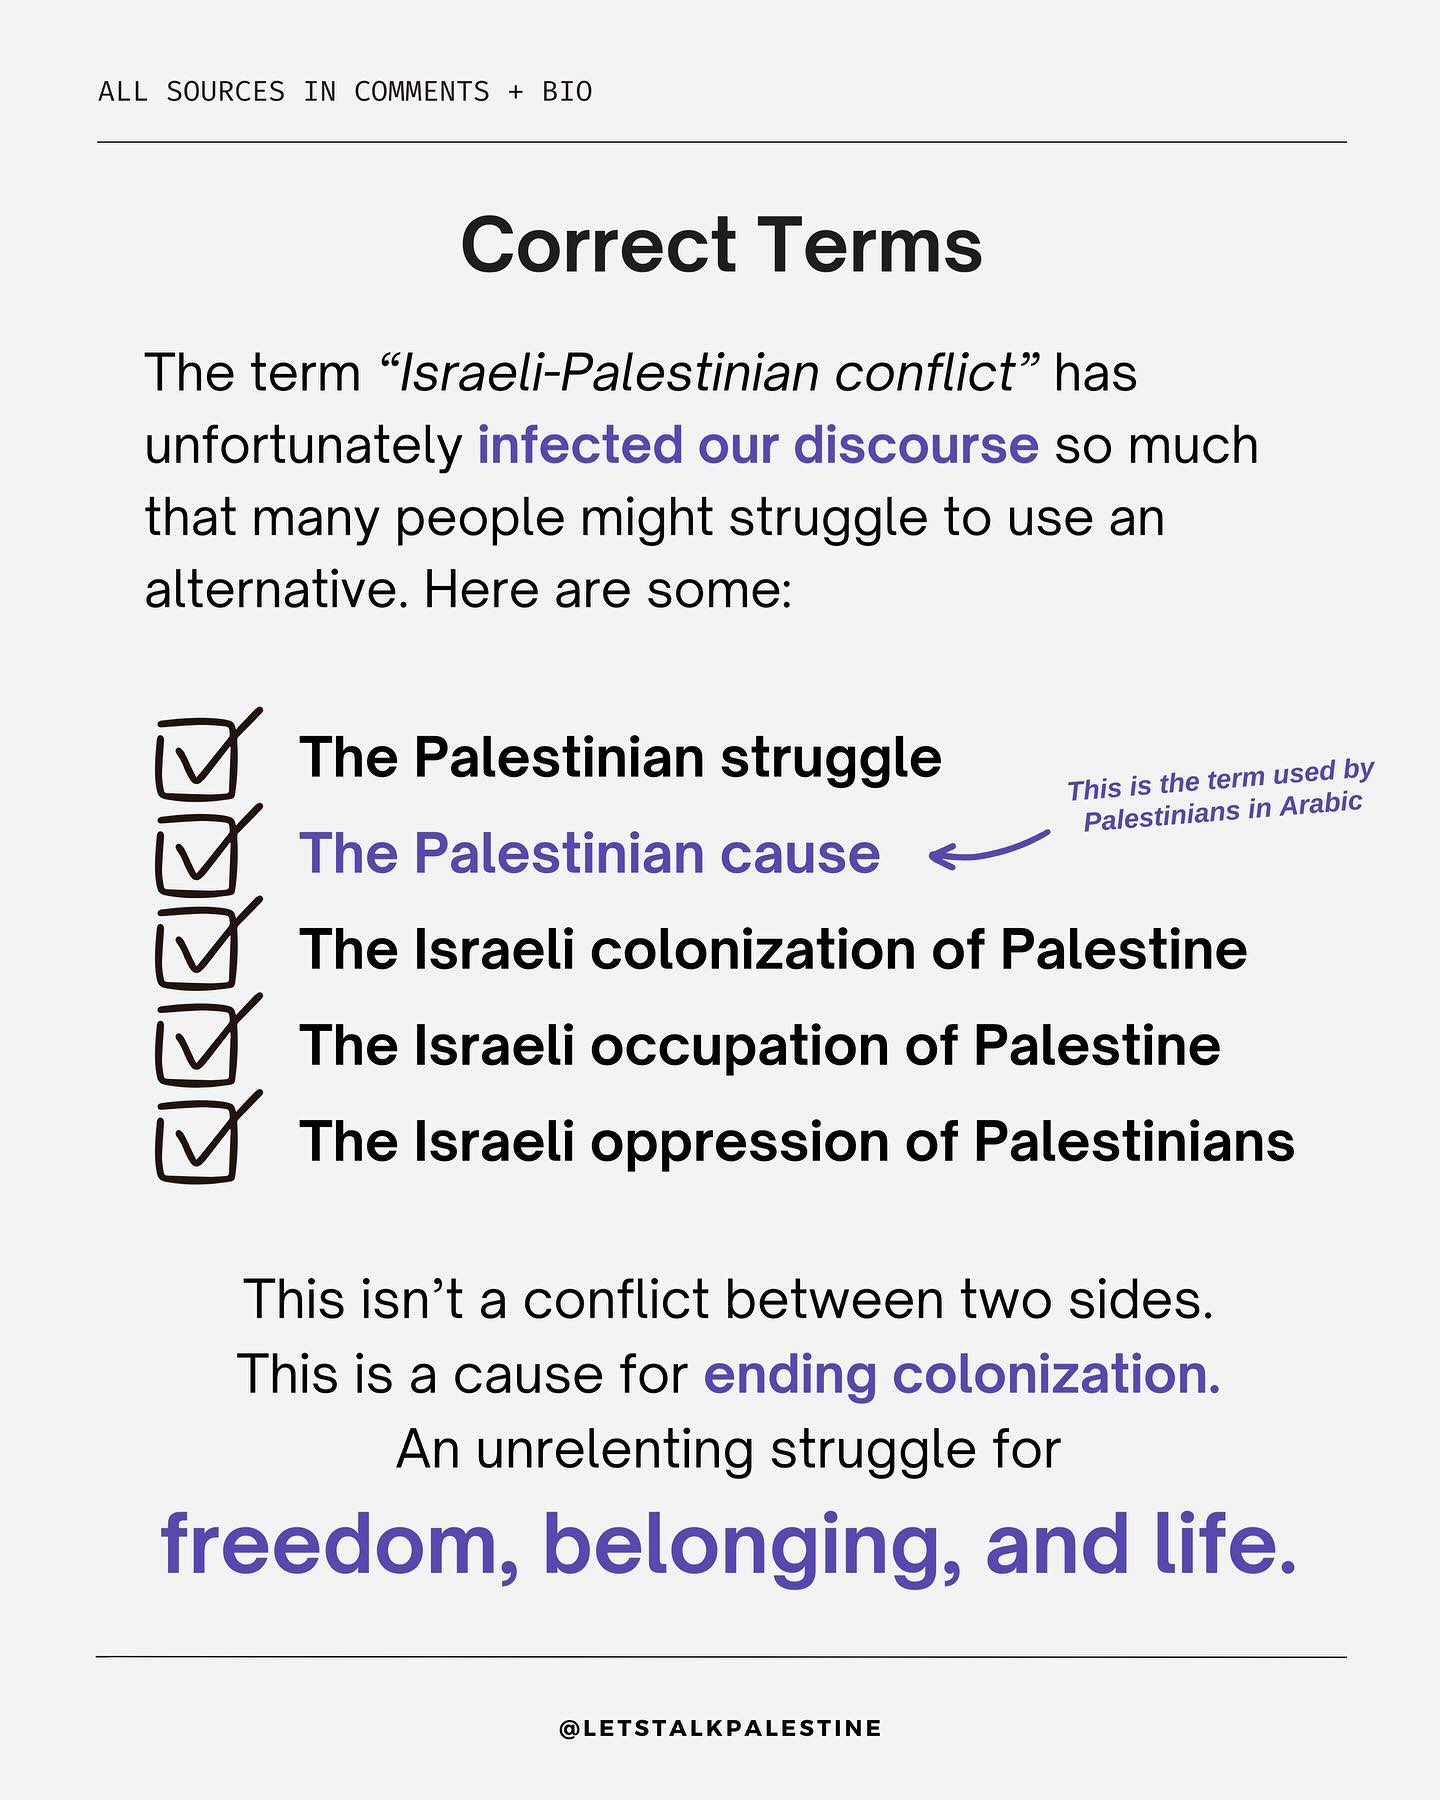 ALL SOURCES IN COMMENTS + BIO
Correct Terms
The term “Israeli-Palestinian conflict” has
unfortunately infected our discourse so much
that many people might struggle to use an
alternative. Here are some:
The Palestinian struggle
This is the term used by
Palestinians in Arabic
The Palestinian cause
The Israeli colonization of Palestine
The Israeli occupation of Palestine
The Israeli oppression of Palestinians
This isn’t a conflict between two sides.
This is a cause for ending colonization.
An unrelenting struggle for
freedom, belonging, and life.
@LETSTALKPALESTINE